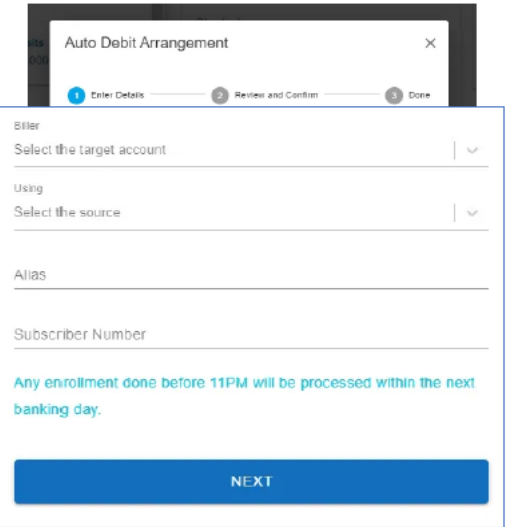 Auto Debit Arrangement
1 Enter Details 2 Review and Confirm 3 Done
Biller
Select the target account
Using
Select the source
Alias
Subscriber Number
Any enrollment done before 11PM will be processed within the next
banking day.
NEXT